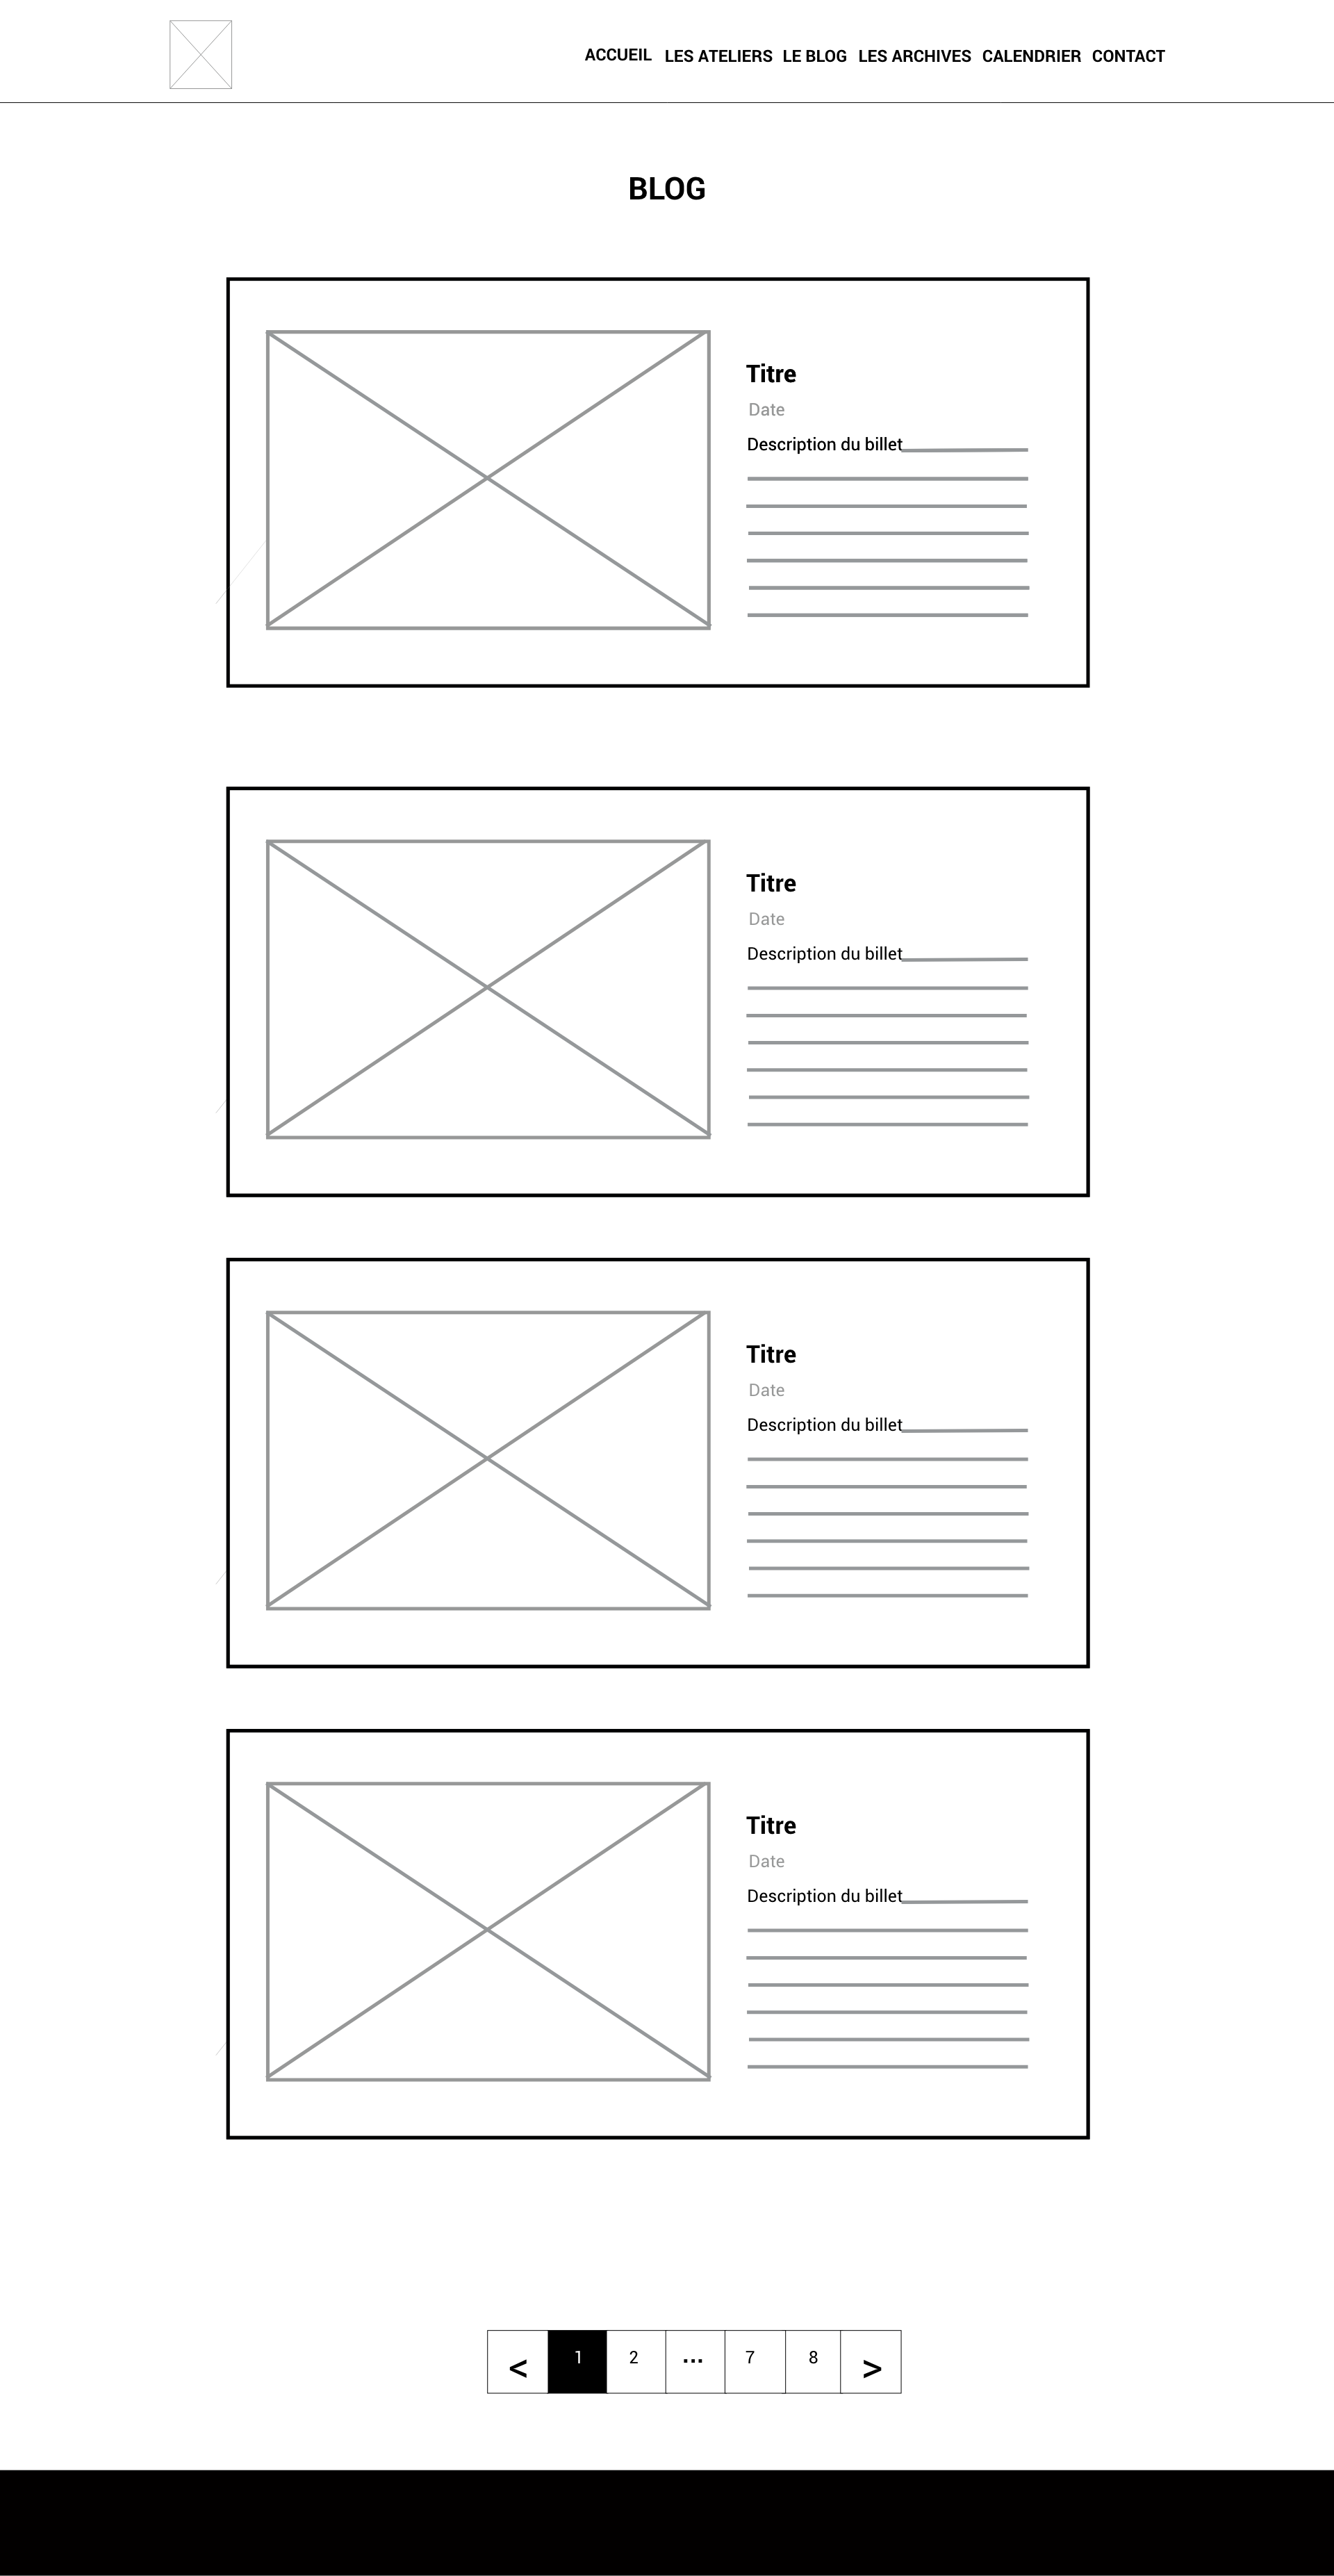 ACCUEIL LES ATELIERS LE BLOG LES ARCHIVES CALENDRIER CONTACT
BLOG
Titre
Date
Description du billet
Titre
Date
Description du billet
Titre
Date
Description du billet
Titre
Date
Description du billet
< 1 2 ... 7 8 >